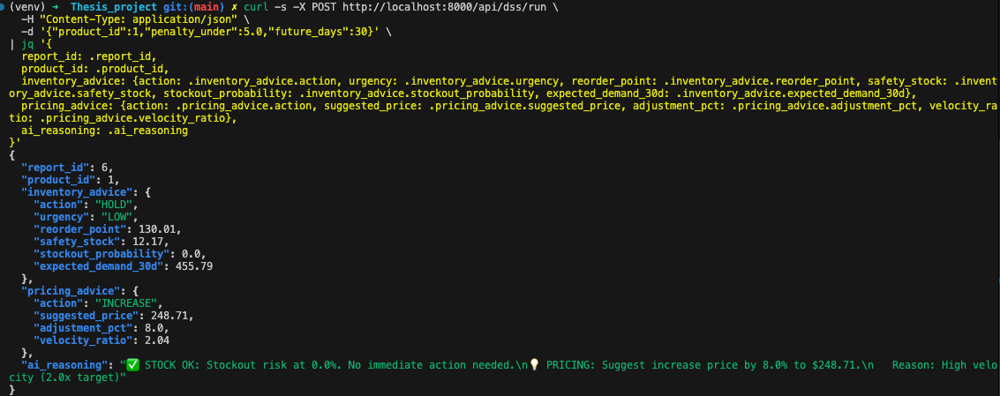 (venv) → Thesis_project git:(main) ✗ curl -s -X POST http://localhost:8000/api/dss/run \
  -H "Content-Type: application/json" \
  -d '{"product_id":1,"penalty_under":5.0,"future_days":30}' \
| jq '{
  report_id: .report_id,
  product_id: .product_id,
  inventory_advice: {action: .inventory_advice.action, urgency: .inventory_advice.urgency, reorder_point: .inventory_advice.reorder_point, safety_stock: .invent
ory_advice.safety_stock, stockout_probability: .inventory_advice.stockout_probability, expected_demand_30d: .inventory_advice.expected_demand_30d},
  pricing_advice: {action: .pricing_advice.action, suggested_price: .pricing_advice.suggested_price, adjustment_pct: .pricing_advice.adjustment_pct, velocity_ra
tio: .pricing_advice.velocity_ratio},
  ai_reasoning: .ai_reasoning
}'
{
  "report_id": 6,
  "product_id": 1,
  "inventory_advice": {
    "action": "HOLD",
    "urgency": "LOW",
    "reorder_point": 130.01,
    "safety_stock": 12.17,
    "stockout_probability": 0.0,
    "expected_demand_30d": 455.79
  },
  "pricing_advice": {
    "action": "INCREASE",
    "suggested_price": 248.71,
    "adjustment_pct": 8.0,
    "velocity_ratio": 2.04
  },
  "ai_reasoning": "✅ STOCK OK: Stockout risk at 0.0%. No immediate action needed.\n💡 PRICING: Suggest increase price by 8.0% to $248.71.\n   Reason: High velo
city (2.0x target)"
}